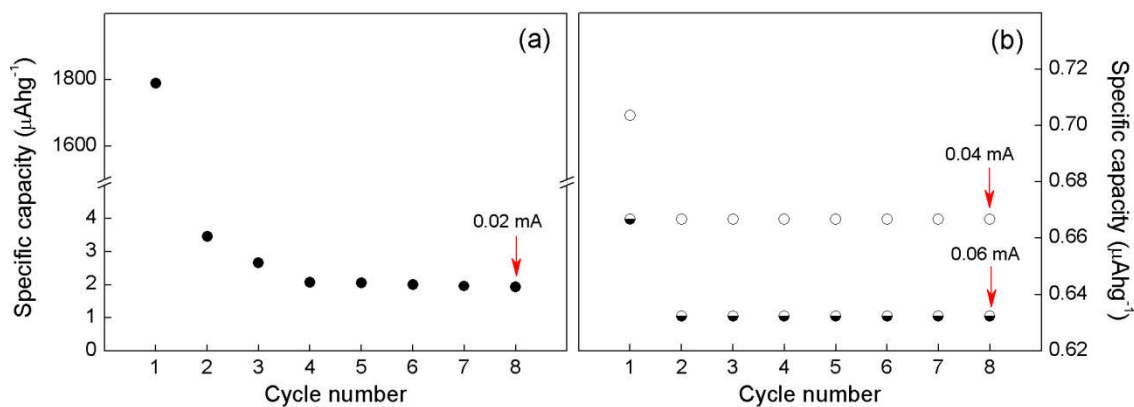 (a)
Specific capacity (μAhg⁻¹)
1800
1600
4
3
2
1
0
0.02 mA
1 2 3 4 5 6 7 8
Cycle number
(b)
Specific capacity (μAhg⁻¹)
0.72
0.70
0.68
0.66
0.64
0.62
0.04 mA
0.06 mA
1 2 3 4 5 6 7 8
Cycle number